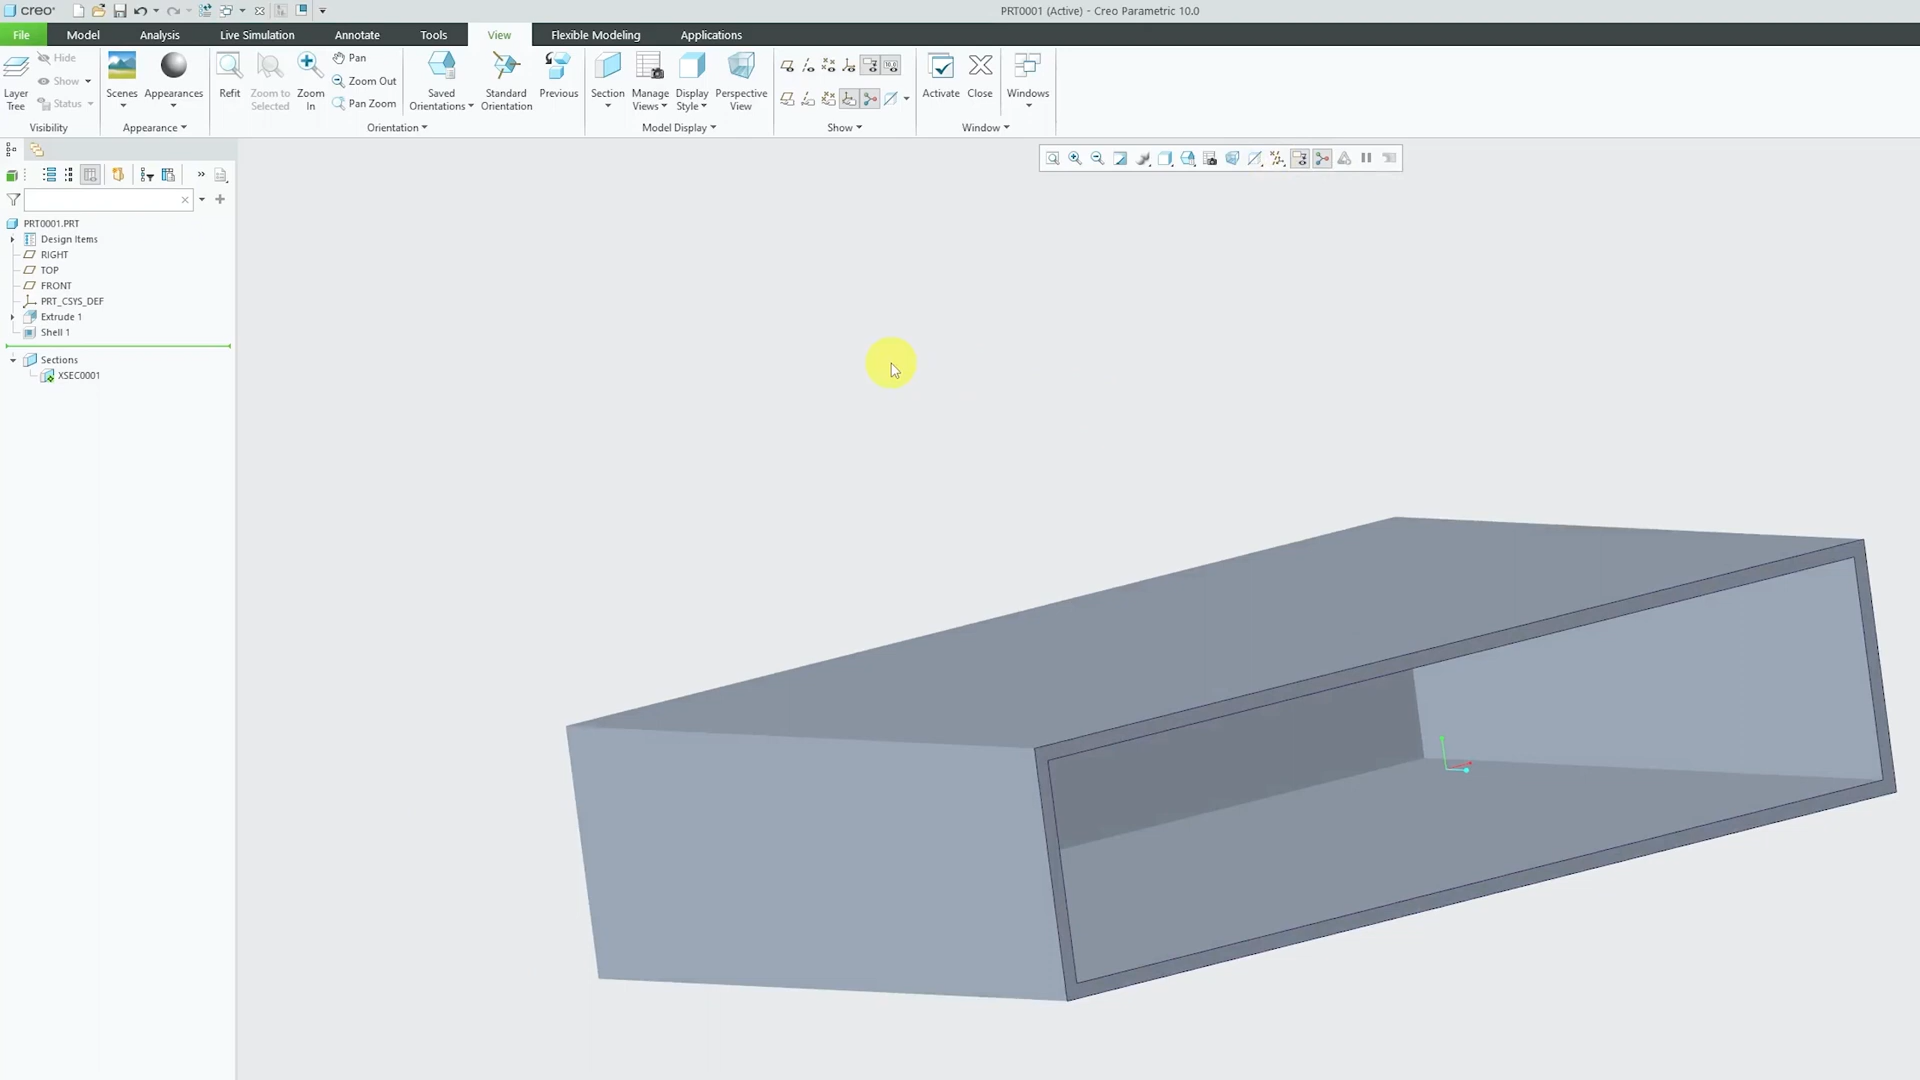 creo
PRT0001 (Active) - Creo Parametric 10.0
File Model Analysis Live Simulation Annotate Tools View Flexible Modeling Applications
Layer Tree
Hide
Show
Status
Visibility
Scenes
Appearances
Appearance
Refit
Zoom to Selected
Zoom In
Pan
Zoom Out
Pan Zoom
Saved Orientations
Standard Orientation
Previous
Orientation
Section
Manage Views
Display Style
Perspective View
Model Display
Show
Activate
Close
Windows
Window
PRT0001.PRT
Design Items
RIGHT
TOP
FRONT
PRT_CSYS_DEF
Extrude 1
Shell 1
Sections
XSEC0001